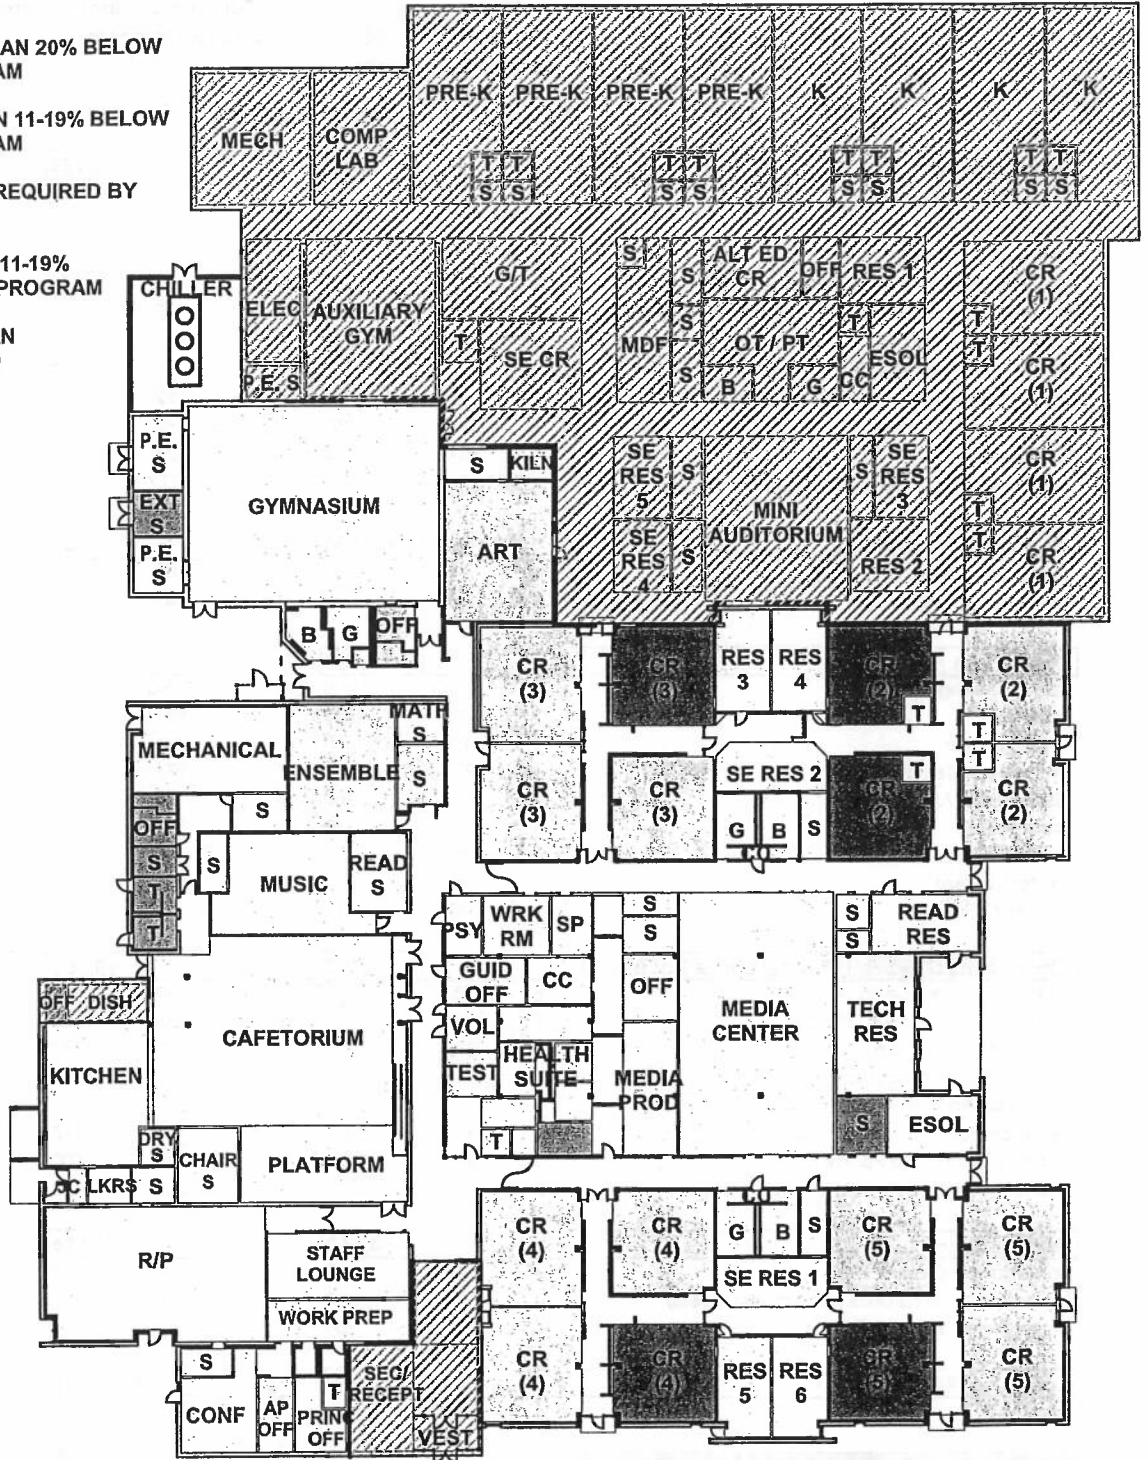 AN 20% BELOW
AM
N 11-19% BELOW
AM
REQUIRED BY
11-19%
PROGRAM
AN
PRE-K PRE-K PRE-K PRE-K K K K K
MECH
COMP
LAB
T T T T T T T T
S S S S S S S S
CHILLER
ELEC
AUXILIARY
GYM
P.E. S
G/T
T
SE CR
S
S
S
S
MDF
ALT ED
CR
OFF
RES 1
OT / PT
T
B
G
CC
ESOL
CR
(1)
T
T
CR
(1)
CR
(1)
T
T
CR
(1)
P.E.
S
EXT
S
P.E.
S
GYMNASIUM
S
KILN
ART
SE
RES
5
S
SE
RES
4
S
MINI
AUDITORIUM
S
SE
RES
3
RES 2
B
G
OFF
CR
(3)
CR
(3)
RES
3
RES
4
CR
(2)
T
CR
(2)
T
T
CR
(3)
CR
(3)
SE RES 2
G
B
S
T
CR
(2)
CR
(2)
MECHANICAL
ENSEMBLE
MATH
S
S
S
OFF
S
T
T
S
MUSIC
READ
S
PSY
WRK
RM
SP
S
S
GUID
OFF
CC
OFF
VOL
TEST
HEALTH
SUITE
T
MEDIA
PROD
MEDIA
CENTER
S
S
READ
RES
TECH
RES
S
ESOL
OFF
DISH
KITCHEN
CAFETORIUM
DRY
S
CHAIR
S
PLATFORM
LKRS
S
R/P
STAFF
LOUNGE
WORK PREP
S
CONF
AP
OFF
T
PRINC
OFF
SEC/
RECEPT
VEST
CR
(4)
CR
(4)
G
B
S
SE RES 1
CR
(5)
CR
(5)
CR
(4)
CR
(4)
RES
5
RES
6
CR
(5)
CR
(5)